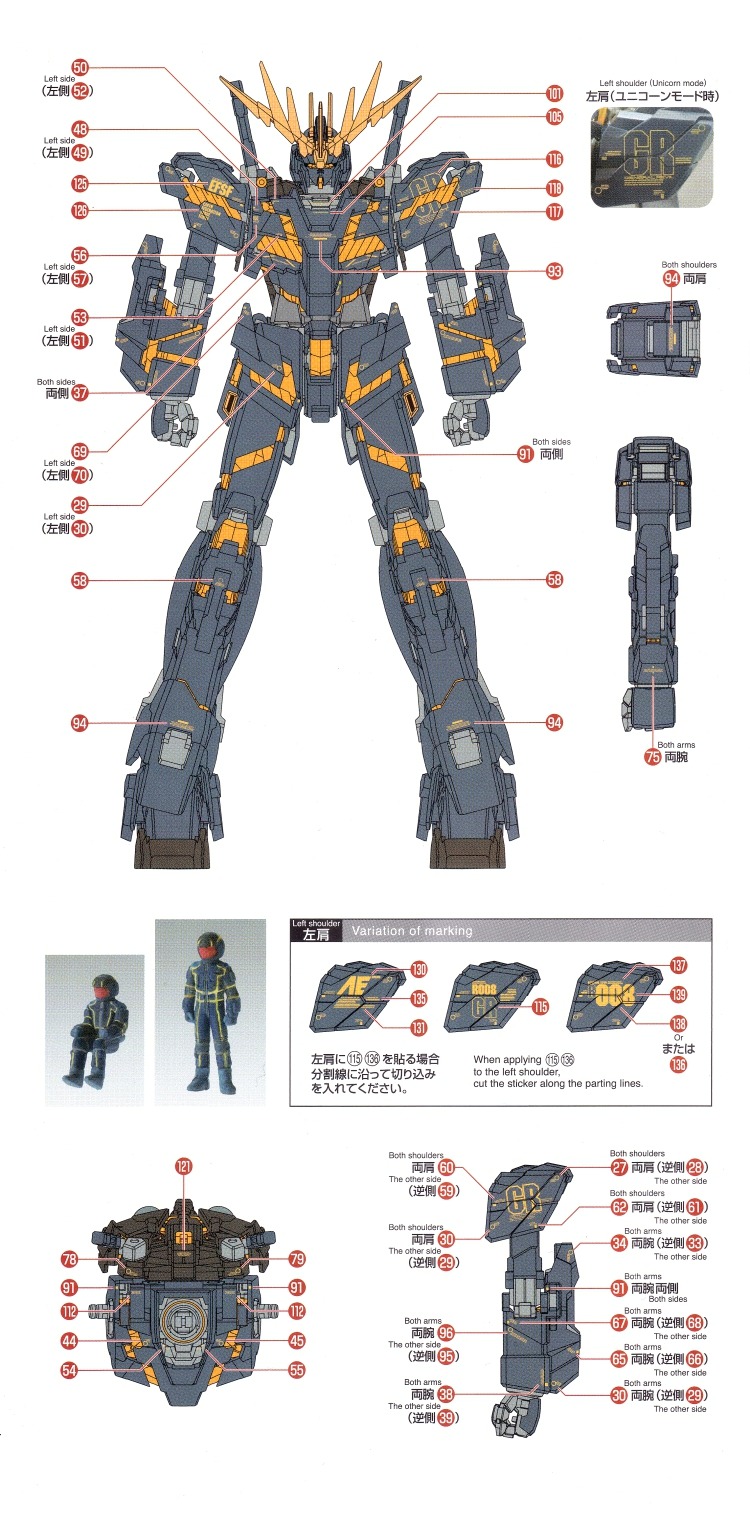 50
Left side
(左側52)
48
Left side
(左側49)
125
126
56
Left side
(左側57)
53
Left side
(左側51)
Both sides
両側37
69
Left side
(左側70)
29
Left side
(左側30)
58
94
EFSF
GR
101
105
116
118
117
93
Both sides
91 両側
58
94
Left shoulder (Unicorn mode)
左肩(ユニコーンモード時)
GR
Both shoulders
94 両肩
Both arms
75 両腕
Left shoulder
左肩
Variation of marking
AE
130
135
131
R008
GR
115
008
137
139
138
Or
または
136
左肩に115 136を貼る場合
分割線に沿って切り込み
を入れてください。
When applying 115 136
to the left shoulder,
cut the sticker along the parting lines.
121
78
79
91
91
112
112
44
45
54
55
Both shoulders
両肩60
The other side
(逆側59)
Both shoulders
両肩30
The other side
(逆側29)
Both arms
両腕96
The other side
(逆側95)
Both arms
両腕38
The other side
(逆側39)
GR
Both shoulders
27 両肩(逆側28)
The other side
Both shoulders
62 両肩(逆側61)
The other side
Both arms
34 両腕(逆側33)
The other side
Both arms
91 両腕両側
Both sides
Both arms
67 両腕(逆側68)
The other side
Both arms
65 両腕(逆側66)
The other side
Both arms
30 両腕(逆側29)
The other side